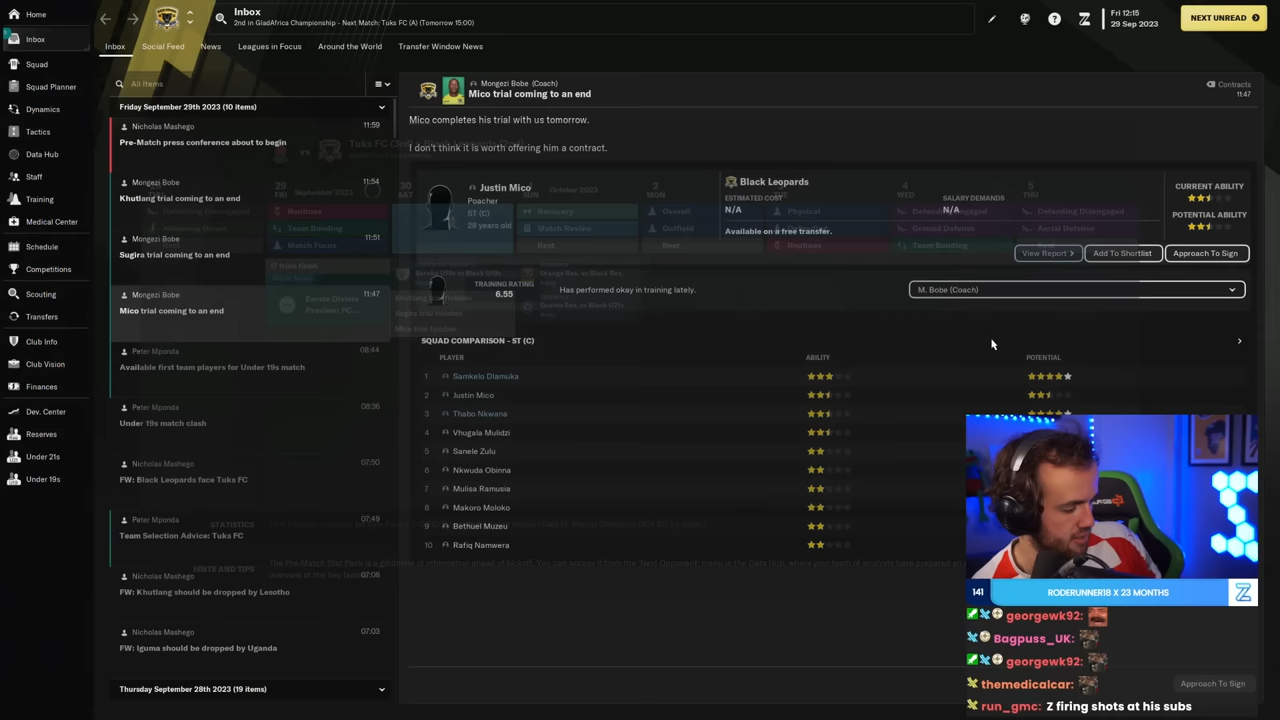 Home
Inbox
Squad
Squad Planner
Dynamics
Tactics
Data Hub
Staff
Training
Medical Center
Schedule
Competitions
Scouting
Transfers
Club Info
Club Vision
Finances
Dev. Center
Reserves
Under 21s
Under 19s
Inbox
2nd in GladAfrica Championship - Next Match: Tuks FC (A) (Tomorrow 15:00)
Fri 12:15
29 Sep 2023
NEXT UNREAD
Inbox
Social Feed
News
Leagues in Focus
Around the World
Transfer Window News
All Items
Friday September 29th 2023 (10 items)
Nicholas Mashego 11:59
Pre-Match press conference about to begin
Mongezi Bobe 11:54
Khutlang trial coming to an end
Mongezi Bobe 11:51
Sugira trial coming to an end
Mongezi Bobe 11:47
Mico trial coming to an end
Peter Mponda 08:44
Available first team players for Under 19s match
Peter Mponda 08:36
Under 19s match clash
Nicholas Mashego 07:50
FW: Black Leopards face Tuks FC
Peter Mponda 07:49
Team Selection Advice: Tuks FC
Nicholas Mashego 07:08
FW: Khutlang should be dropped by Lesotho
Nicholas Mashego 07:03
FW: Iguma should be dropped by Uganda
Thursday September 28th 2023 (19 items)
Mongezi Bobe (Coach)
Mico trial coming to an end
Contracts
11:47
Mico completes his trial with us tomorrow.
I don't think it is worth offering him a contract.
Justin Mico
Poacher
ST (C)
28 years old
Black Leopards
ESTIMATED COST
N/A
SALARY DEMANDS
N/A
Available on a free transfer.
CURRENT ABILITY
POTENTIAL ABILITY
View Report
Add To Shortlist
Approach To Sign
TRAINING RATING
6.55
Has performed okay in training lately.
M. Bobe (Coach)
SQUAD COMPARISON - ST (C)
PLAYER ABILITY POTENTIAL
1 Samkelo Dlamuka
2 Justin Mico
3 Thabo Nkwana
4 Vhugala Mulidzi
5 Sanele Zulu
6 Nkwuda Obinna
7 Mulisa Ramusia
8 Makoro Moloko
9 Bethuel Muzeu
10 Rafiq Namwera
STATISTICS
HINTS AND TIPS
Approach To Sign
141 RODERUNNER18 X 23 MONTHS
georgewk92:
Bagpuss_UK:
georgewk92:
themedicalcar:
run_gmc: Z firing shots at his subs